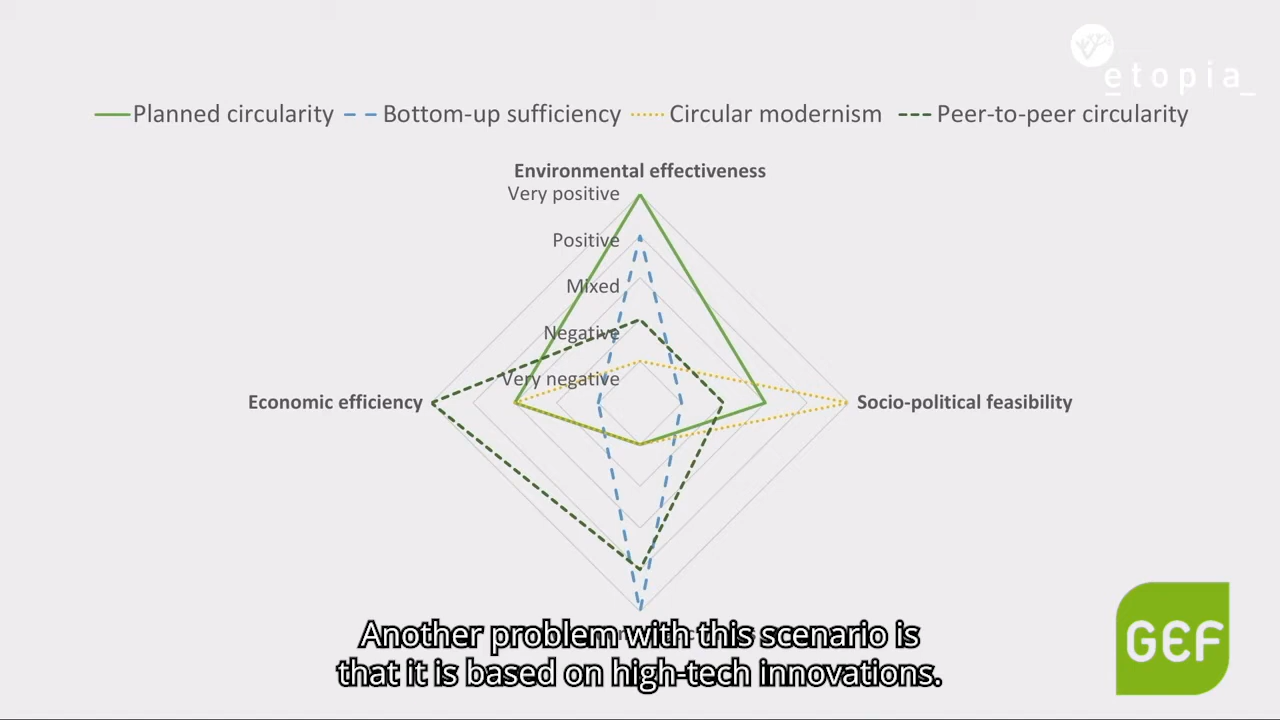 etopia_
Planned circularity Bottom-up sufficiency Circular modernism Peer-to-peer circularity
Environmental effectiveness
Very positive
Positive
Mixed
Negative
Very negative
Economic efficiency
Socio-political feasibility
Another problem with this scenario is
that it is based on high-tech innovations.
GEF